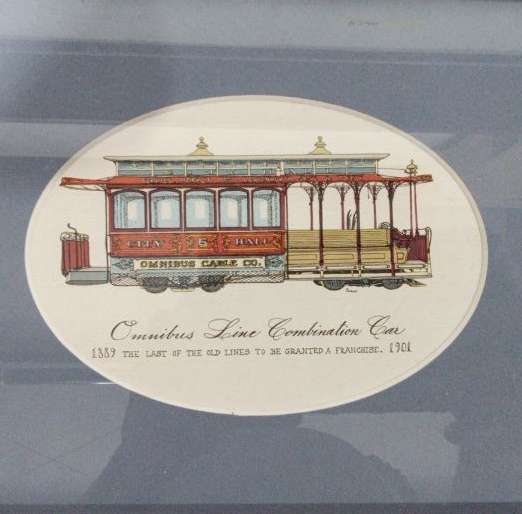 CITY 5 HALL
OMNIBUS CABLE CO.
Omnibus Line Combination Car
1889 THE LAST OF THE OLD LINES TO BE GRANTED A FRANCHISE. 1901